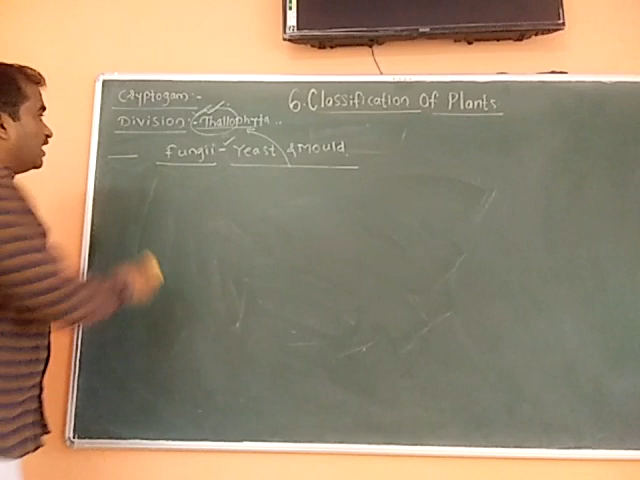 6. Classification Of Plants.
Cryptogam:-
Division:- Thallophyta..
Fungii - Yeast & Mould.